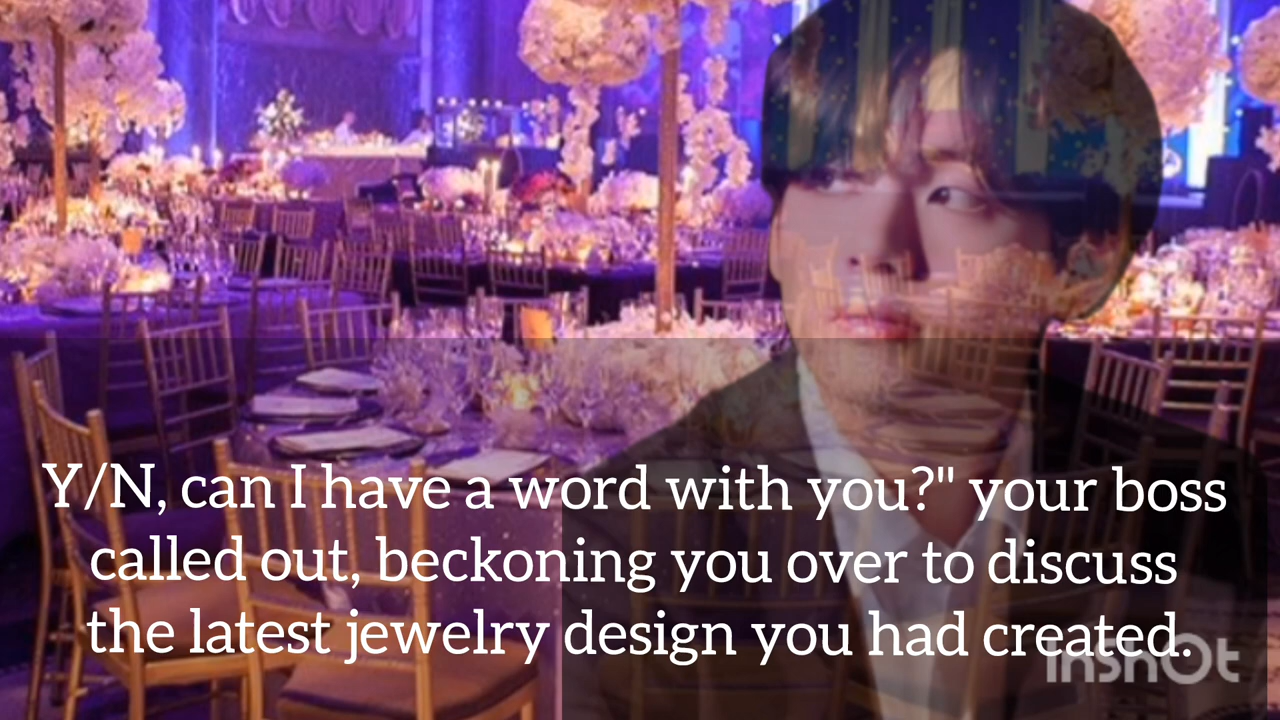 Y/N, can I have a word with you?" your boss
called out, beckoning you over to discuss
the latest jewelry design you had created.
InShOt